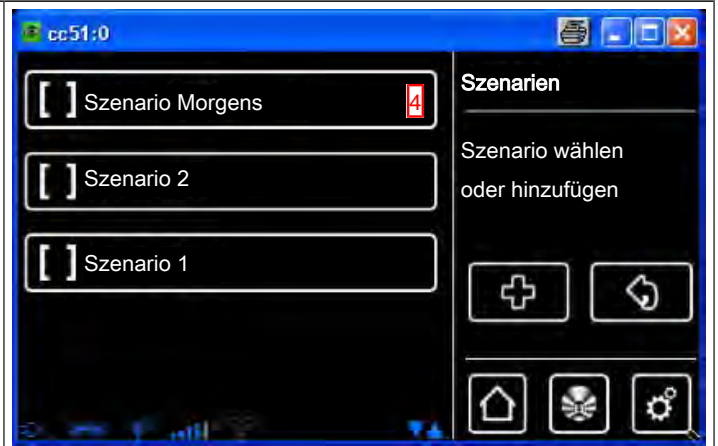 cc51:0
Szenario Morgens 4
Szenario 2
Szenario 1
Szenarien
Szenario wählen
oder hinzufügen